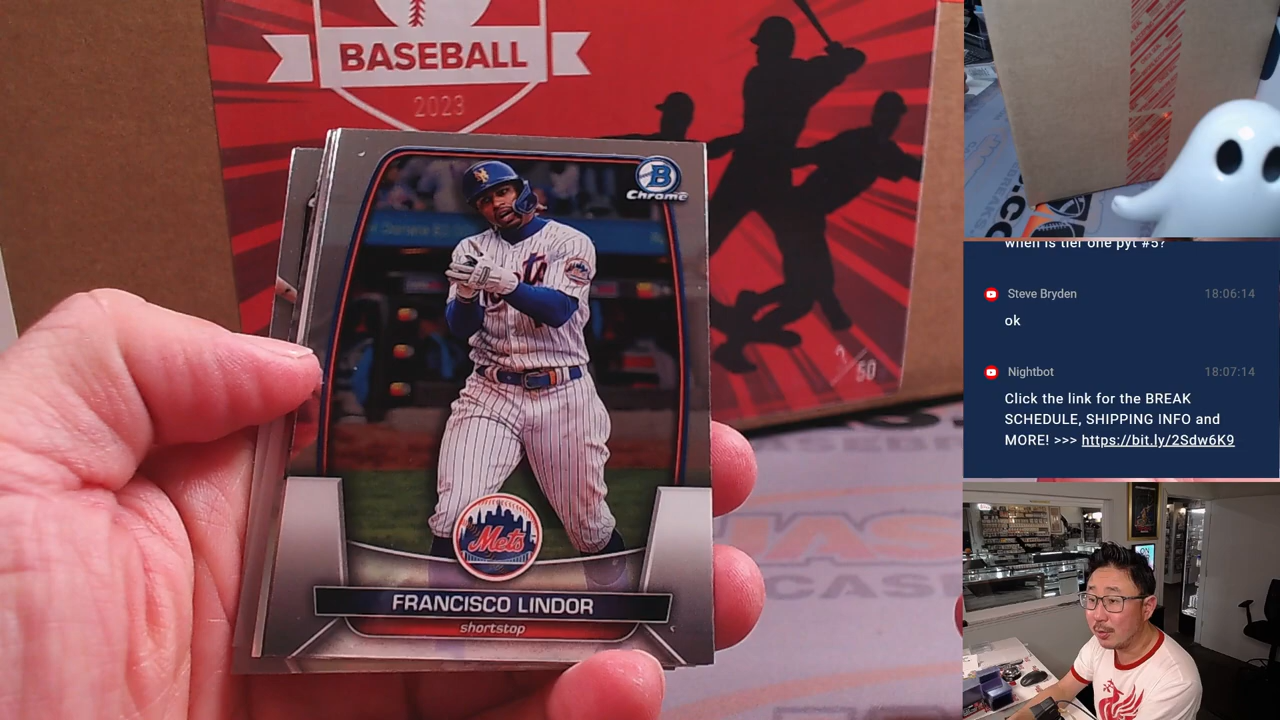 BASEBALL
2023
B
Chrome
Mets
FRANCISCO LINDOR
shortstop
?/50
when is tier one pyt #5?
Steve Bryden 18:06:14
ok
Nightbot 18:07:14
Click the link for the BREAK
SCHEDULE, SHIPPING INFO and
MORE! >>> https://bit.ly/2Sdw6K9